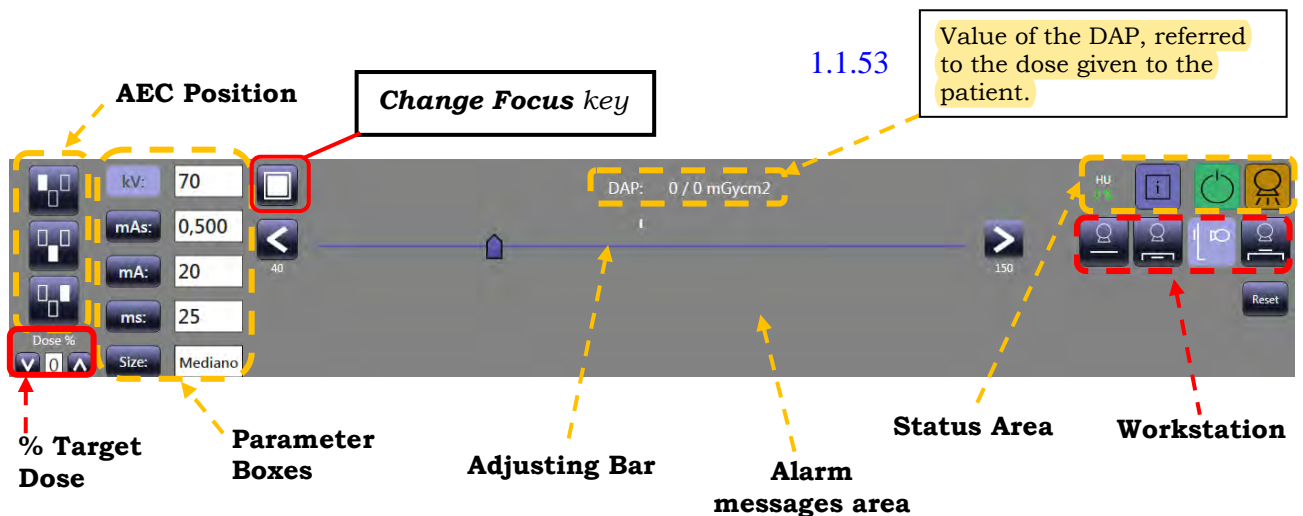 1.1.53
Value of the DAP, referred
to the dose given to the
patient.
AEC Position
Change Focus key
kV: 70
mAs: 0,500
mA: 20
ms: 25
Size: Mediano
Dose %
0
40
DAP: 0 / 0 mGycm2
150
HU
0%
i
Reset
% Target
Dose
Parameter
Boxes
Adjusting Bar
Alarm
messages area
Status Area
Workstation